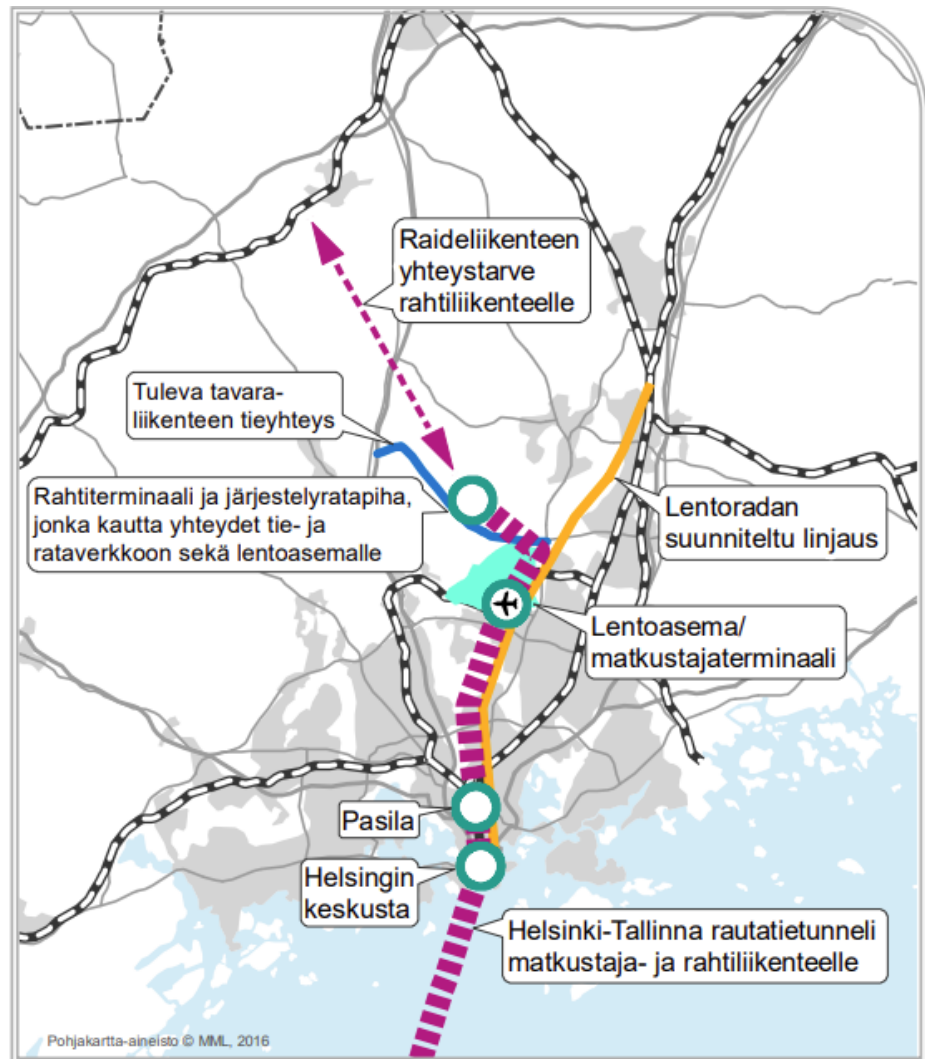 Raideliikenteen
yhteystarve
rahtiliikenteelle
Tuleva tavara-
liikenteen tieyhteys
Rahtiterminaali ja järjestelyratapiha,
jonka kautta yhteydet tie- ja
rataverkkoon sekä lentoasemalle
Lentoradan
suunniteltu linjaus
Lentoasema/
matkustajaterminaali
Pasila
Helsingin
keskusta
Helsinki-Tallinna rautatietunneli
matkustaja- ja rahtiliikenteelle
Pohjakartta-aineisto © MML, 2016